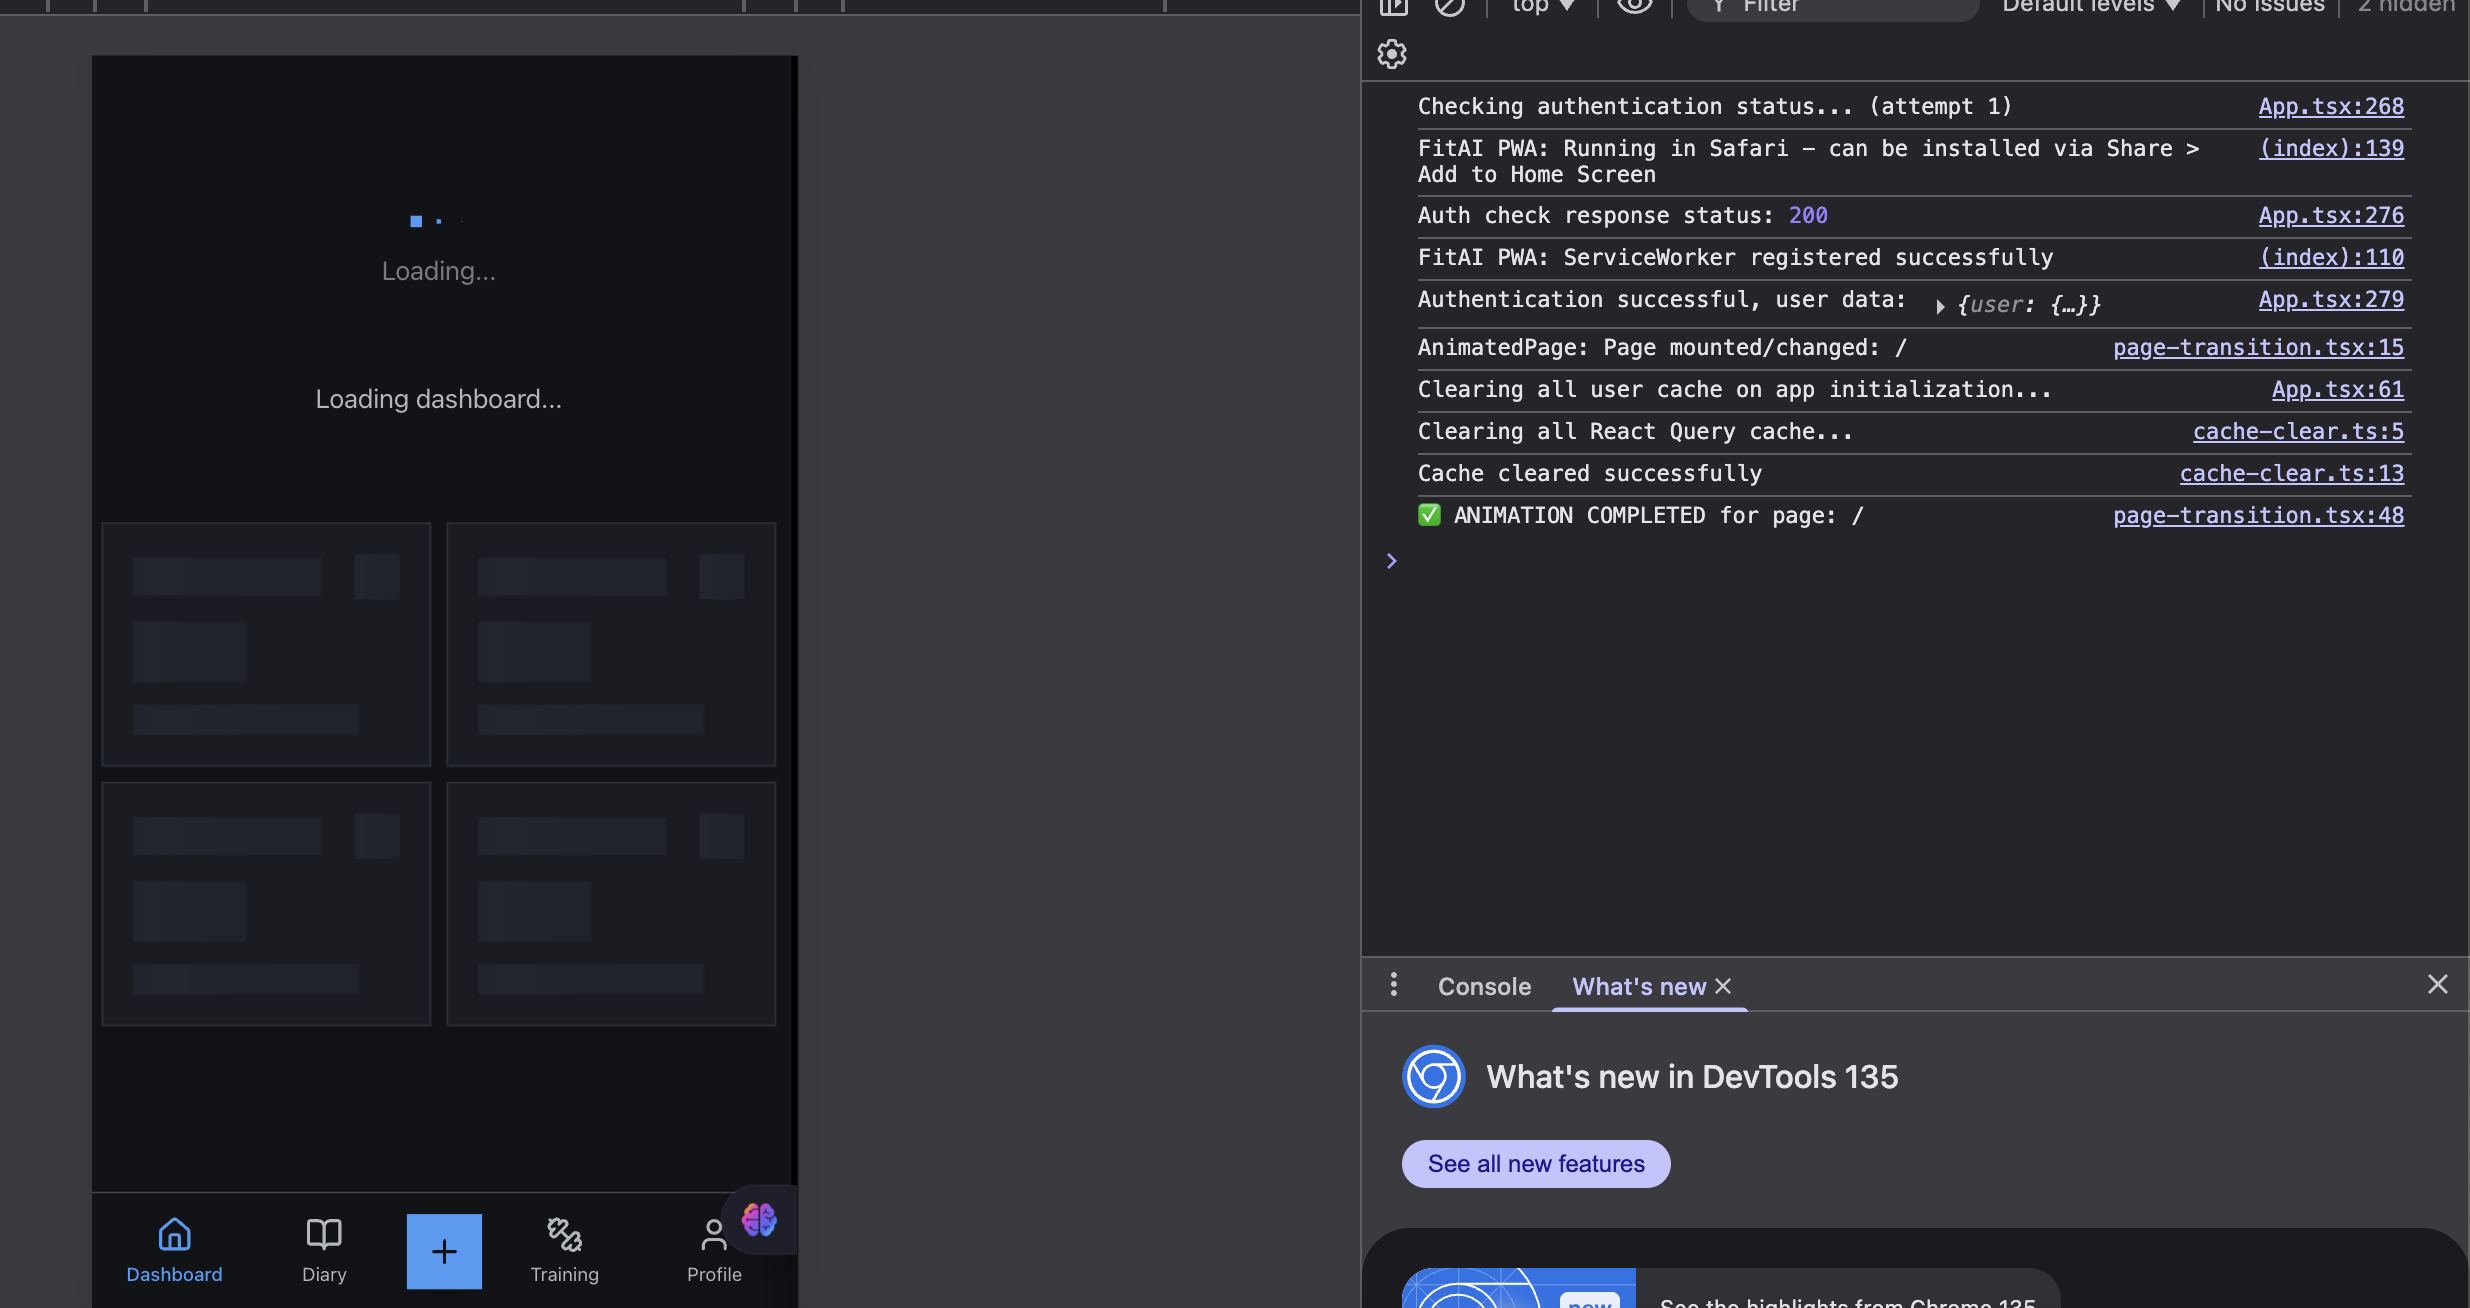 top ▼
Filter
Default levels ▼
No Issues
2 hidden
Checking authentication status... (attempt 1) App.tsx:268
FitAI PWA: Running in Safari – can be installed via Share > (index):139
Add to Home Screen
Auth check response status: 200 App.tsx:276
FitAI PWA: ServiceWorker registered successfully (index):110
Authentication successful, user data: ▶ {user: {…}} App.tsx:279
AnimatedPage: Page mounted/changed: / page-transition.tsx:15
Clearing all user cache on app initialization... App.tsx:61
Clearing all React Query cache... cache-clear.ts:5
Cache cleared successfully cache-clear.ts:13
✅ ANIMATION COMPLETED for page: / page-transition.tsx:48
Loading...
Loading dashboard...
Dashboard
Diary
Training
Profile
Console
What's new
What's new in DevTools 135
See all new features
new
See the highlights from Chrome 135